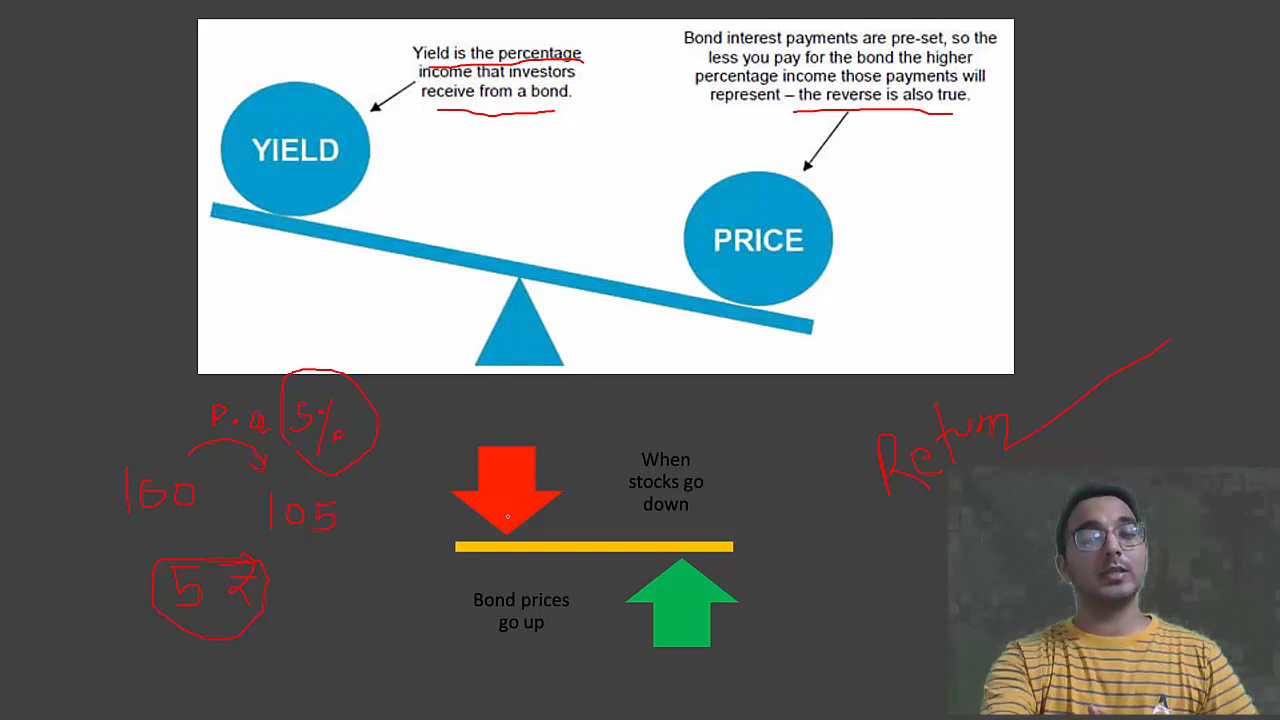 Yield is the percentage
income that investors
receive from a bond.
Bond interest payments are pre-set, so the
less you pay for the bond the higher
percentage income those payments will
represent – the reverse is also true.
YIELD
PRICE
P.a 5%
100
105
5 ₹
Return
When
stocks go
down
Bond prices
go up